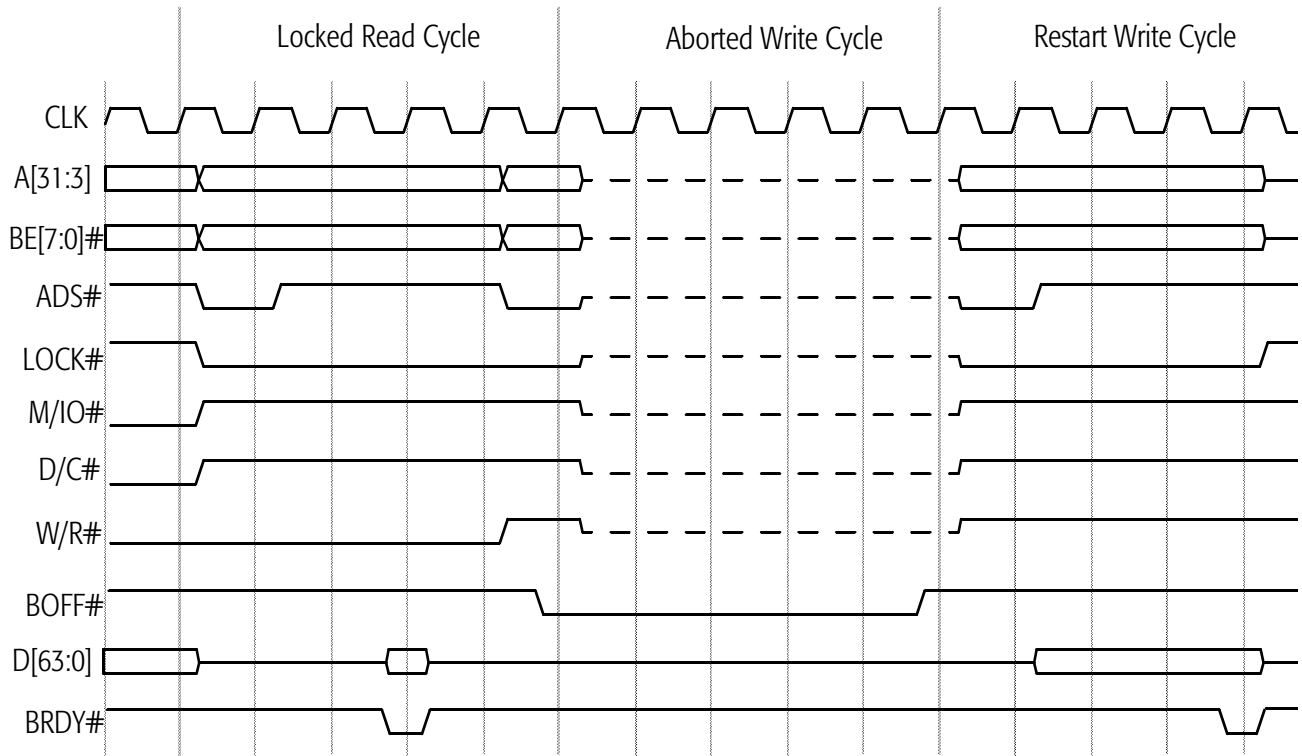 Locked Read Cycle Aborted Write Cycle Restart Write Cycle
CLK
A[31:3]
BE[7:0]#
ADS#
LOCK#
M/IO#
D/C#
W/R#
BOFF#
D[63:0]
BRDY#